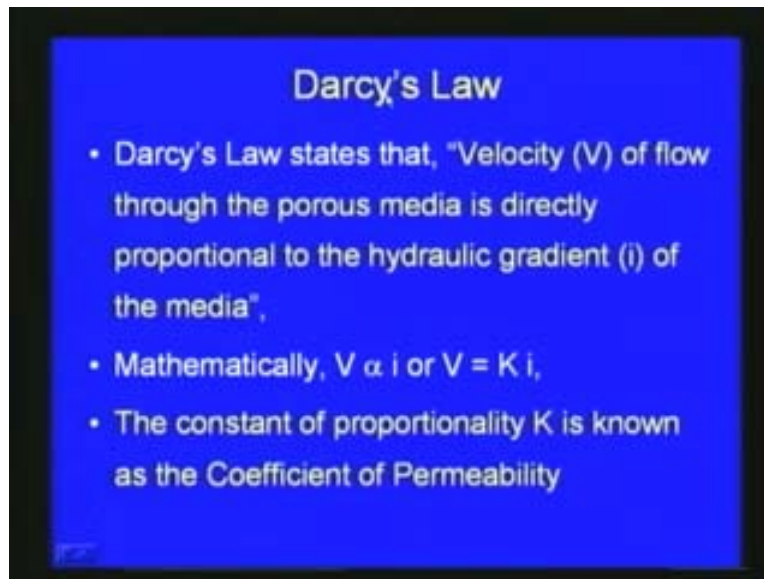 Darcy's Law
• Darcy's Law states that, "Velocity (V) of flow
through the porous media is directly
proportional to the hydraulic gradient (i) of
the media",
• Mathematically, V α i or V = K i,
• The constant of proportionality K is known
as the Coefficient of Permeability